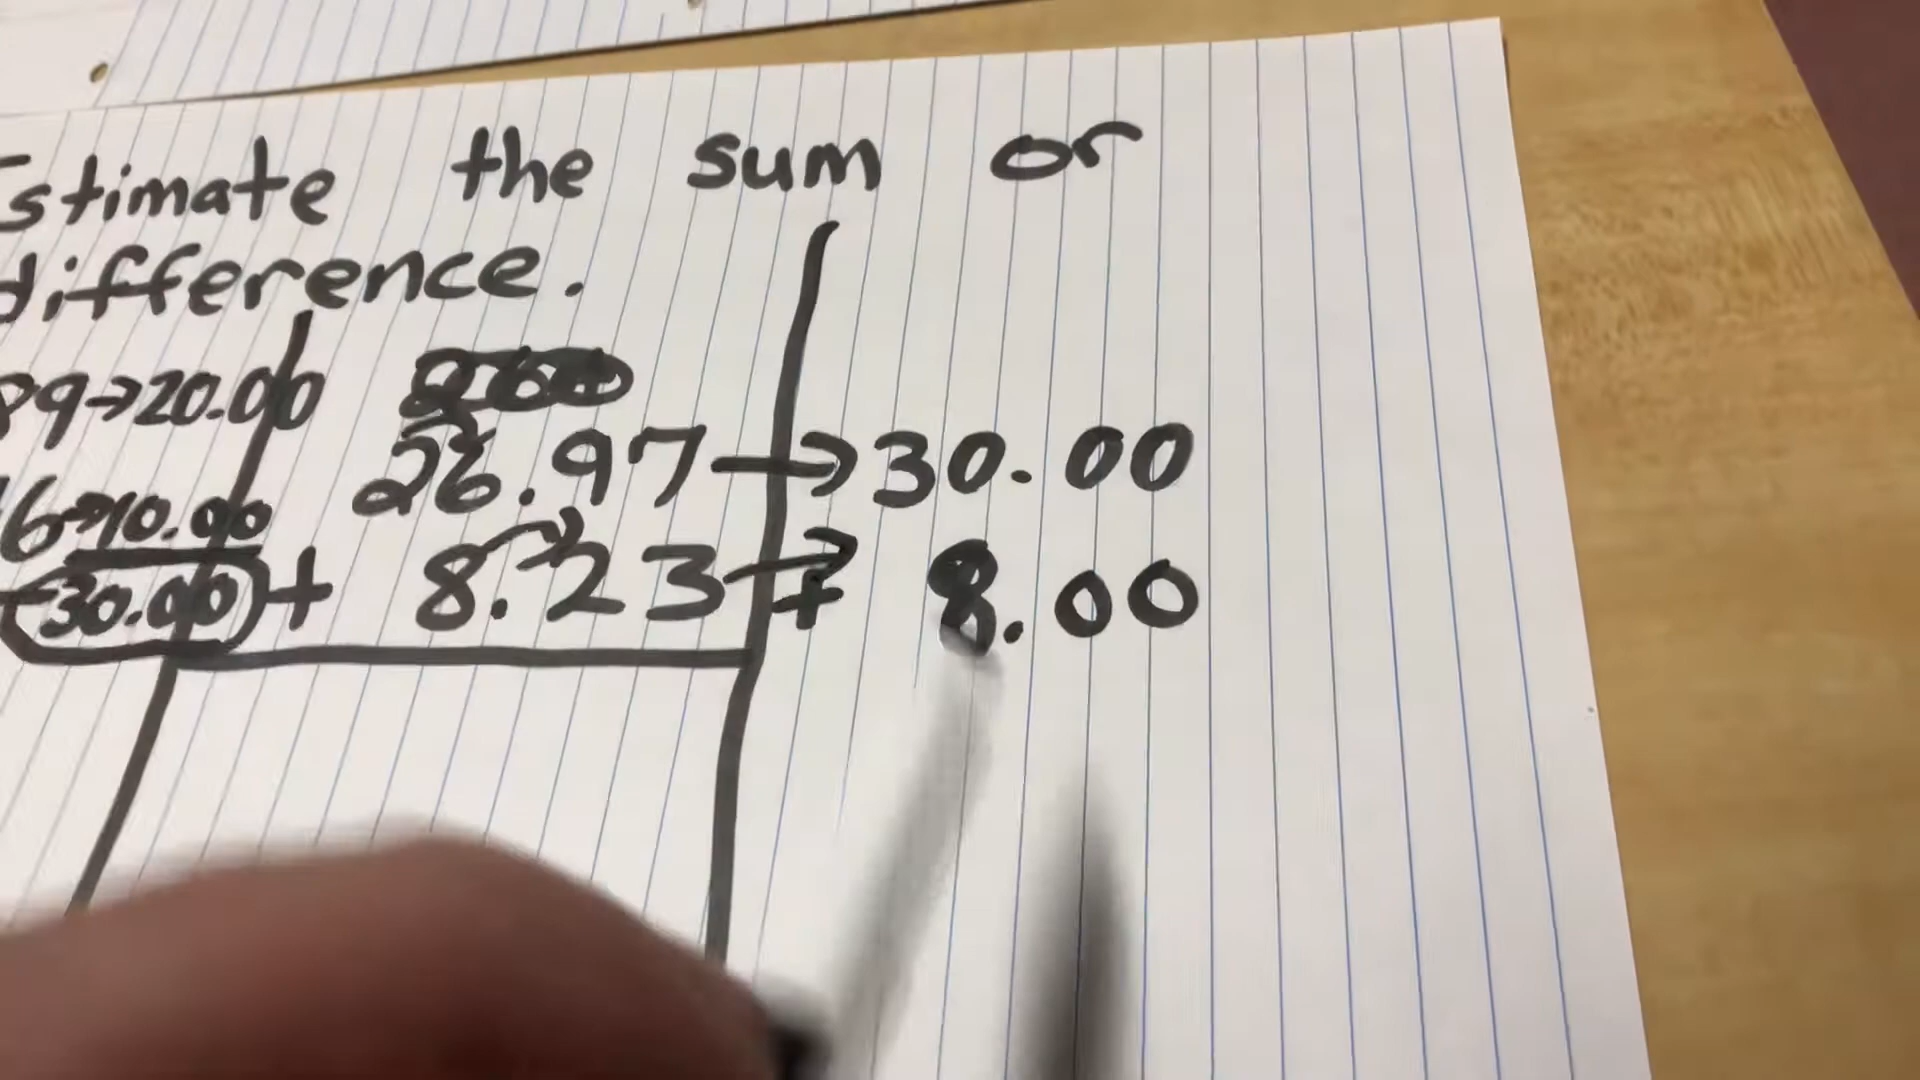 Estimate the sum or
difference.
89→20.00
26.97→30.00
6→10.00
+ 8.23→ + 8.00
30.00